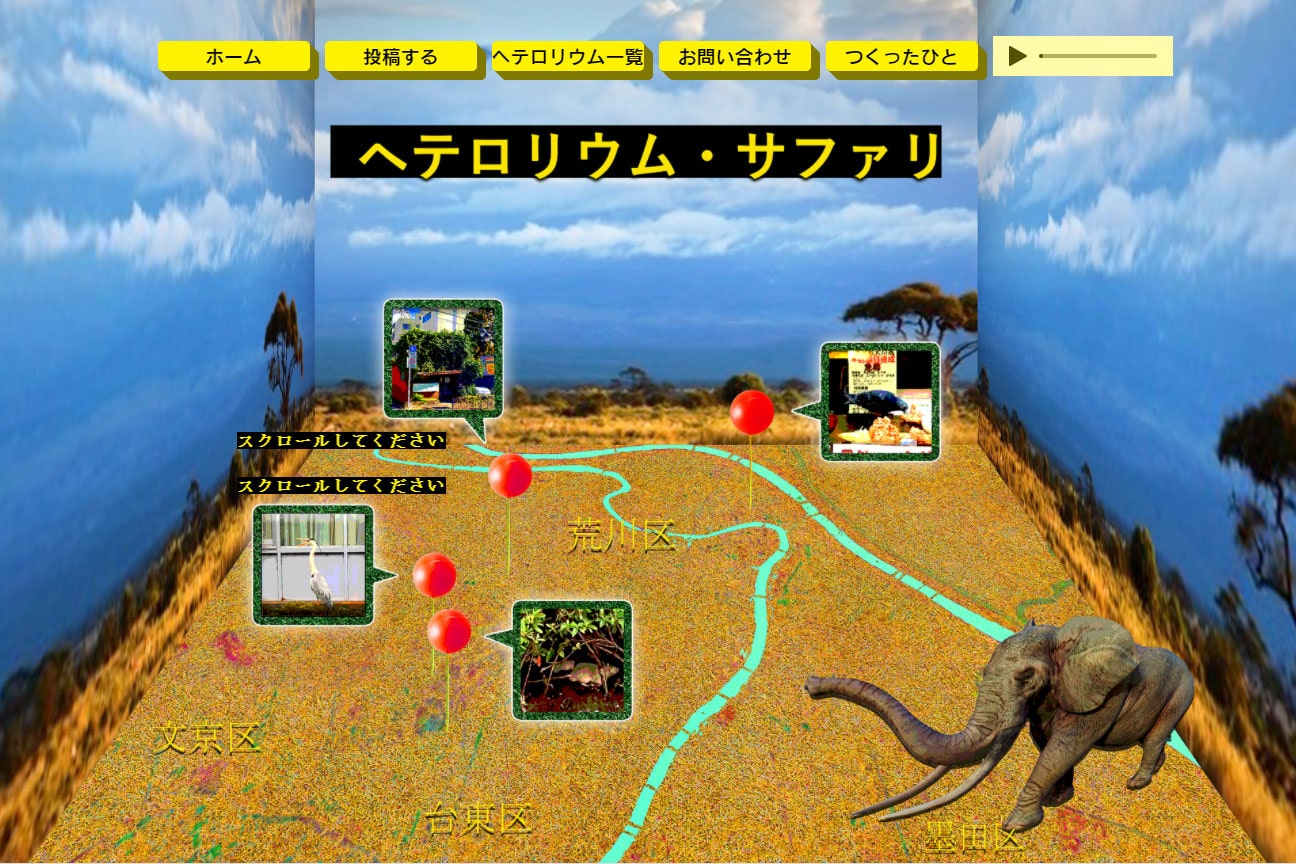 ホーム
投稿する
ヘテロリウム一覧
お問い合わせ
つくったひと
ヘテロリウム・サファリ
スクロールしてください
スクロールしてください
荒川区
文京区
台東区
墨田区